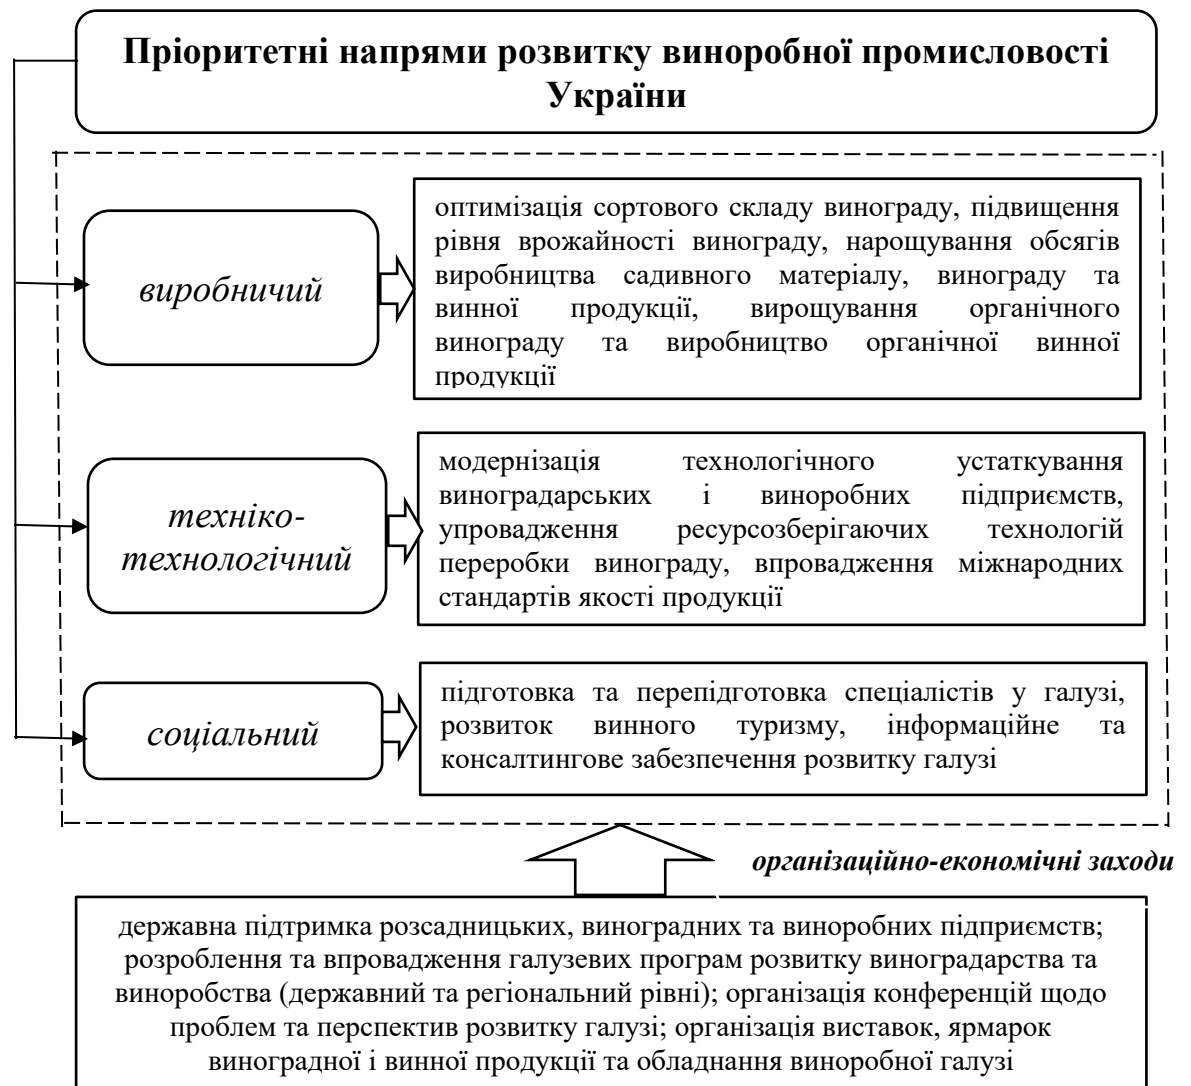 Пріоритетні напрями розвитку виноробної промисловості
України
виробничий
оптимізація сортового складу винограду, підвищення
рівня врожайності винограду, нарощування обсягів
виробництва садивного матеріалу, винограду та
винної продукції, вирощування органічного
винограду та виробництво органічної винної
продукції
техніко-
технологічний
модернізація технологічного устаткування
виноградарських і виноробних підприємств,
упровадження ресурсозберігаючих технологій
переробки винограду, впровадження міжнародних
стандартів якості продукції
соціальний
підготовка та перепідготовка спеціалістів у галузі,
розвиток винного туризму, інформаційне та
консалтингове забезпечення розвитку галузі
організаційно-економічні заходи
державна підтримка розсадницьких, виноградних та виноробних підприємств;
розроблення та впровадження галузевих програм розвитку виноградарства та
виноробства (державний та регіональний рівні); організація конференцій щодо
проблем та перспектив розвитку галузі; організація виставок, ярмарок
виноградної і винної продукції та обладнання виноробної галузі